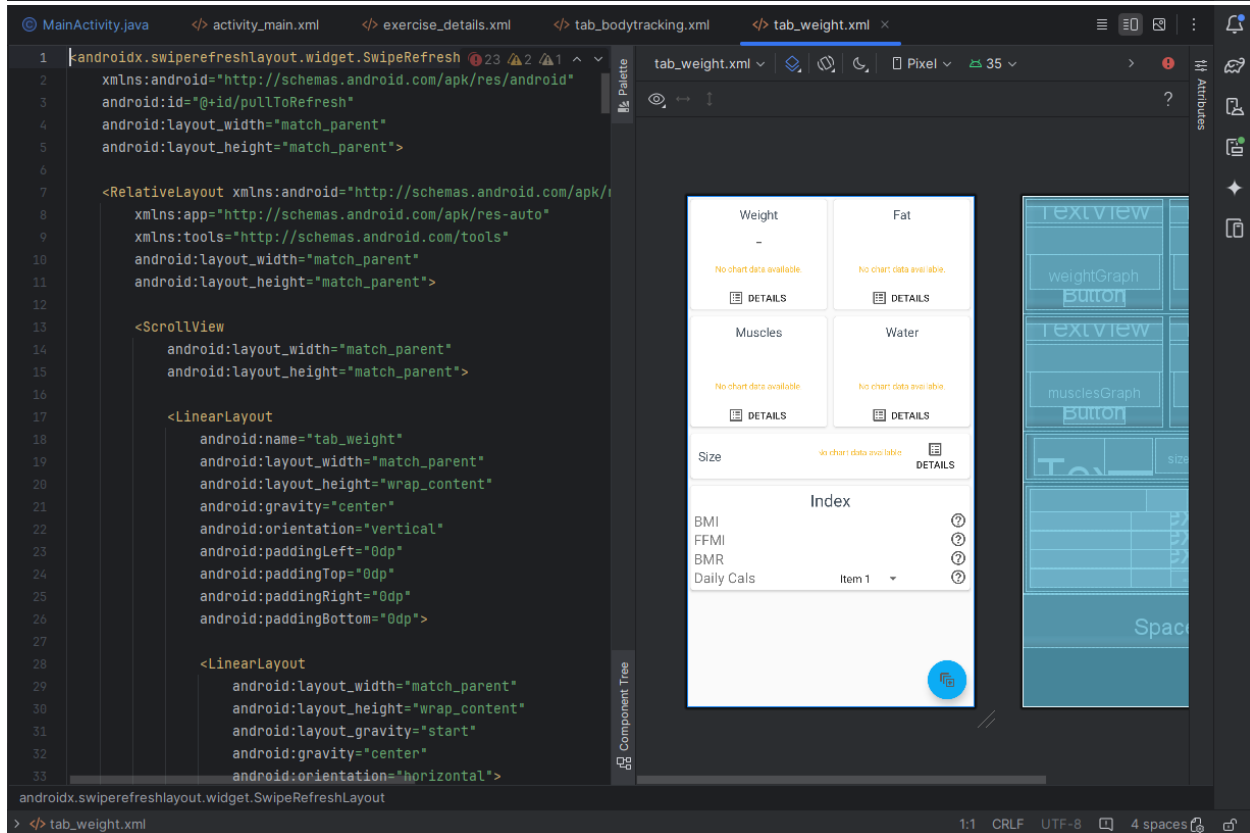 MainActivity.java
activity_main.xml
exercise_details.xml
tab_bodytracking.xml
tab_weight.xml
1 <androidx.swiperefreshlayout.widget.SwipeRefresh 23 2 1
2 xmlns:android="http://schemas.android.com/apk/res/android"
3 android:id="@+id/pullToRefresh"
4 android:layout_width="match_parent"
5 android:layout_height="match_parent">
6
7 <RelativeLayout xmlns:android="http://schemas.android.com/apk/r
8 xmlns:app="http://schemas.android.com/apk/res-auto"
9 xmlns:tools="http://schemas.android.com/tools"
10 android:layout_width="match_parent"
11 android:layout_height="match_parent">
12
13 <ScrollView
14 android:layout_width="match_parent"
15 android:layout_height="match_parent">
16
17 <LinearLayout
18 android:name="tab_weight"
19 android:layout_width="match_parent"
20 android:layout_height="wrap_content"
21 android:gravity="center"
22 android:orientation="vertical"
23 android:paddingLeft="0dp"
24 android:paddingTop="0dp"
25 android:paddingRight="0dp"
26 android:paddingBottom="0dp">
27
28 <LinearLayout
29 android:layout_width="match_parent"
30 android:layout_height="wrap_content"
31 android:layout_gravity="start"
32 android:gravity="center"
33 android:orientation="horizontal">
Palette
Component Tree
tab_weight.xml Pixel 35
Attributes
?
Weight
-
No chart data available.
DETAILS
Fat
No chart data available.
DETAILS
Muscles
No chart data available.
DETAILS
Water
No chart data available.
DETAILS
Size
No chart data available.
DETAILS
Index
BMI ?
FFMI ?
BMR ?
Daily Cals Item 1 ?
TextView
weightGraph
Button
TextView
musclesGraph
Button
size
Space
androidx.swiperefreshlayout.widget.SwipeRefreshLayout
> tab_weight.xml
1:1 CRLF UTF-8 4 spaces